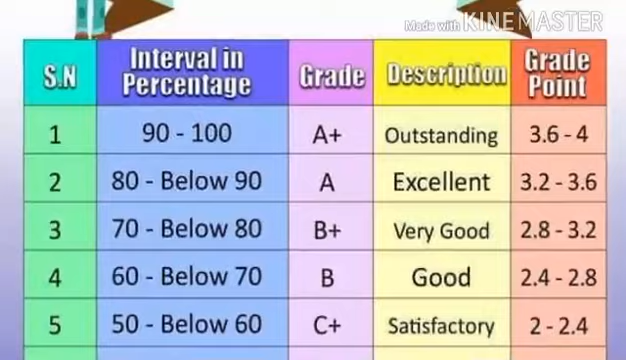 Made with KINEMASTER
S.N Interval in Percentage Grade Description Grade Point
1 90 - 100 A+ Outstanding 3.6 - 4
2 80 - Below 90 A Excellent 3.2 - 3.6
3 70 - Below 80 B+ Very Good 2.8 - 3.2
4 60 - Below 70 B Good 2.4 - 2.8
5 50 - Below 60 C+ Satisfactory 2 - 2.4